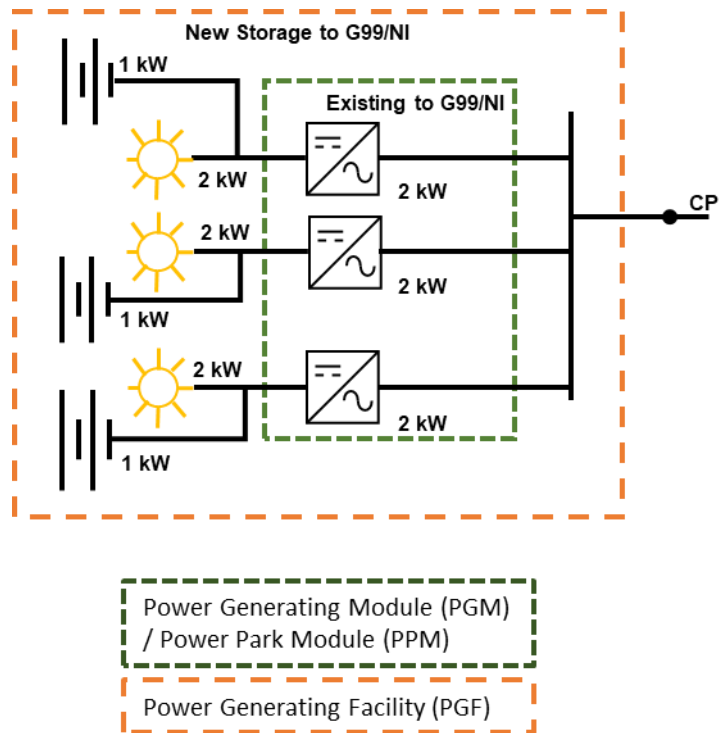 New Storage to G99/NI
1 kW
Existing to G99/NI
2 kW
2 kW
CP
2 kW
2 kW
1 kW
2 kW
2 kW
1 kW
Power Generating Module (PGM)
/ Power Park Module (PPM)
Power Generating Facility (PGF)